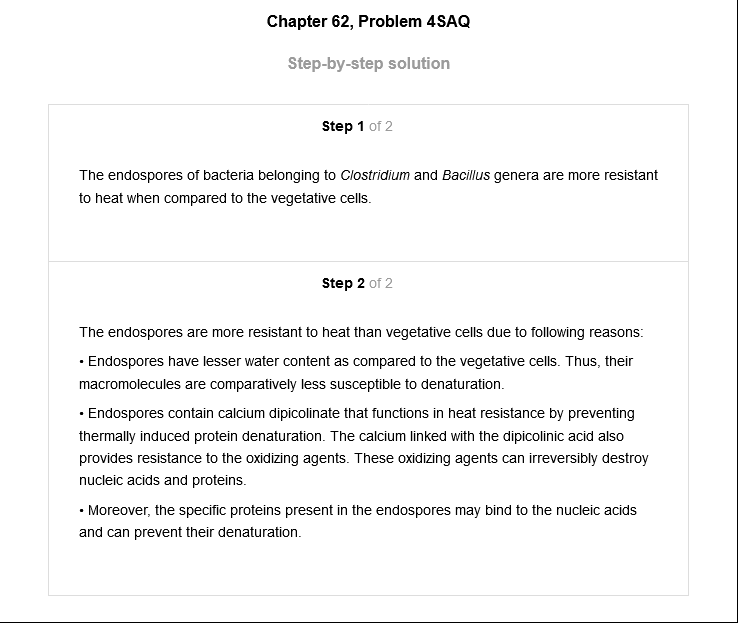 Chapter 62, Problem 4SAQ
Step-by-step solution
Step 1 of 2
The endospores of bacteria belonging to Clostridium and Bacillus genera are more resistant
to heat when compared to the vegetative cells.
Step 2 of 2
The endospores are more resistant to heat than vegetative cells due to following reasons:
• Endospores have lesser water content as compared to the vegetative cells. Thus, their
macromolecules are comparatively less susceptible to denaturation.
• Endospores contain calcium dipicolinate that functions in heat resistance by preventing
thermally induced protein denaturation. The calcium linked with the dipicolinic acid also
provides resistance to the oxidizing agents. These oxidizing agents can irreversibly destroy
nucleic acids and proteins.
• Moreover, the specific proteins present in the endospores may bind to the nucleic acids
and can prevent their denaturation.